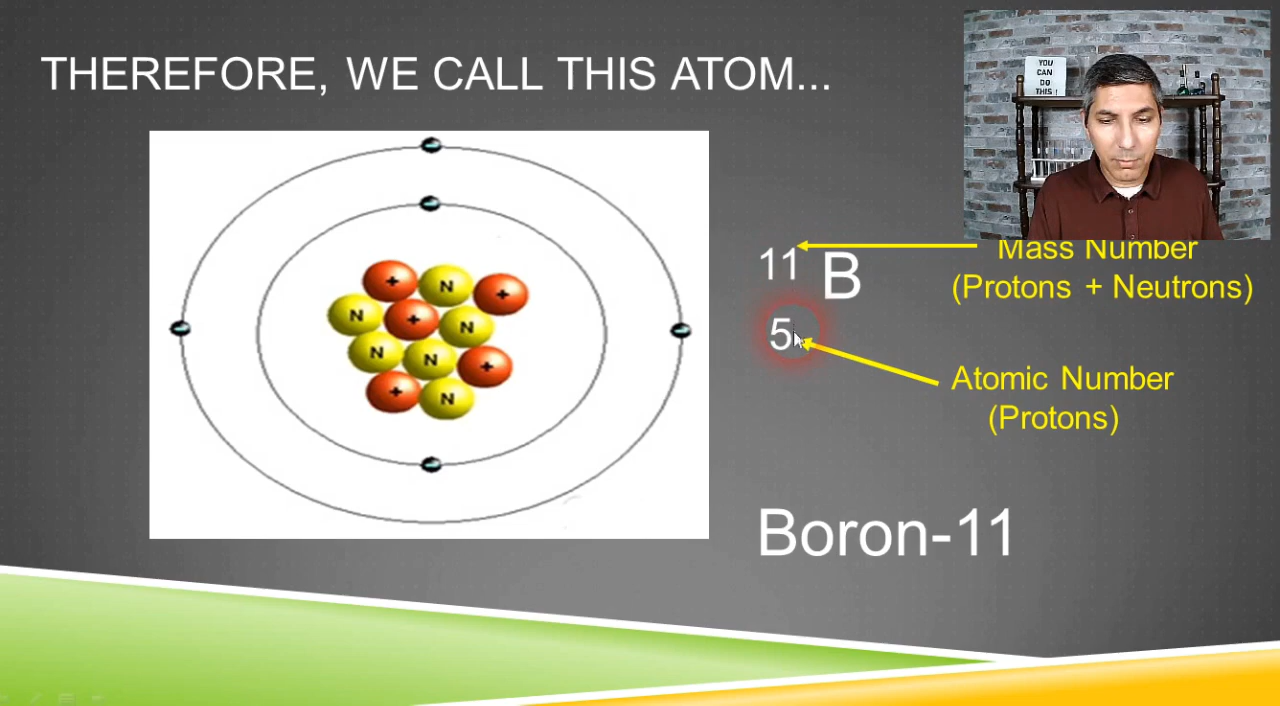 THEREFORE, WE CALL THIS ATOM...
YOU
CAN
DO
THIS !
11 B
5
Mass Number
(Protons + Neutrons)
Atomic Number
(Protons)
+ N +
N + N
N N +
+ N
Boron-11